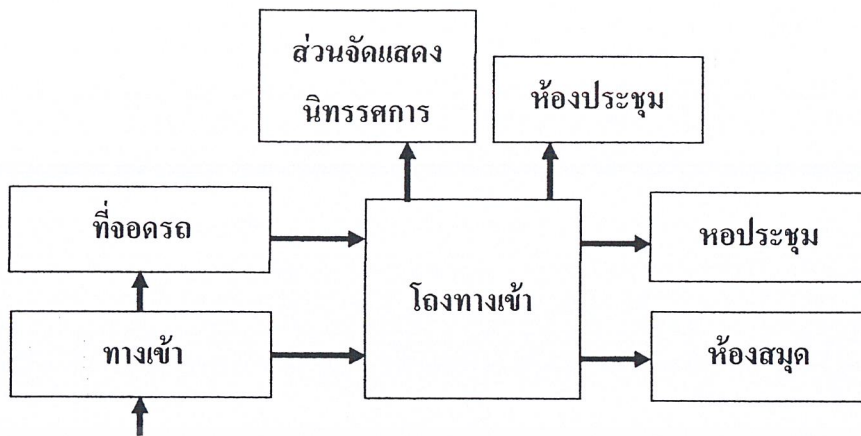 ส่วนจัดแสดง
นิทรรศการ
ห้องประชุม
ที่จอดรถ
หอประชุม
โถงทางเข้า
ทางเข้า
ห้องสมุด